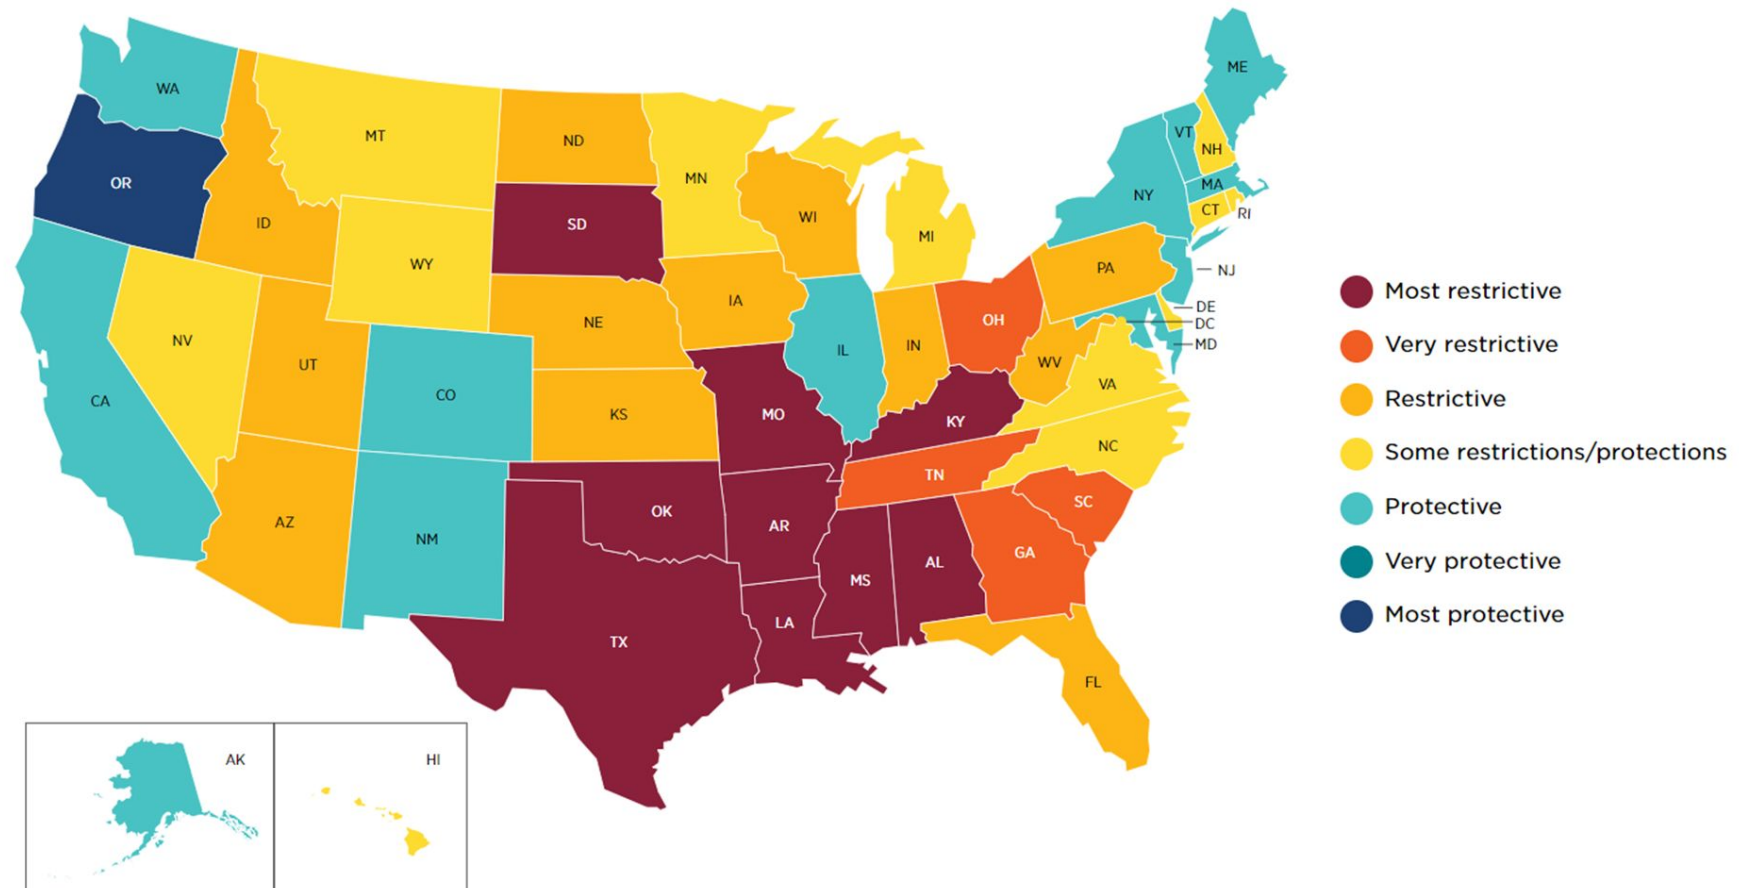 WA
OR
CA
NV
ID
MT
WY
UT
AZ
CO
NM
ND
SD
NE
KS
OK
TX
MN
IA
MO
AR
LA
WI
IL
MS
MI
IN
KY
TN
AL
OH
WV
GA
FL
SC
NC
VA
PA
NY
VT
NH
ME
MA
CT
RI
NJ
DE
DC
MD
AK
HI
Most restrictive
Very restrictive
Restrictive
Some restrictions/protections
Protective
Very protective
Most protective